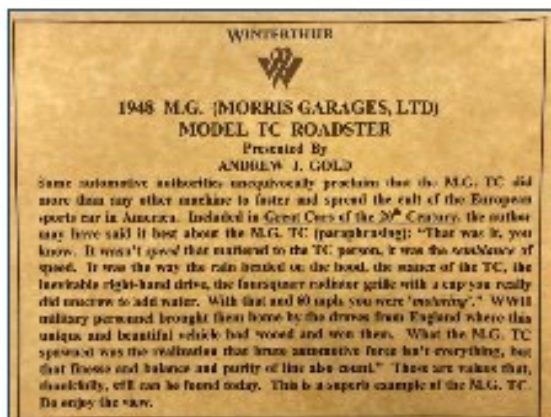 WINTERTHUR
1948 M.G. (MORRIS GARAGES, LTD)
MODEL TC ROADSTER
Presented By
ANDREW J. GOLD
Some automotive authorities unequivocally proclaim that the M.G. TC did
more than any other machine to foster and spread the cult of the European
sports car in America. Included in Great Cars of the 20th Century, the author
may have said it best about the M.G. TC (paraphrasing): "That was it, you
know. It wasn't speed that mattered to the TC person, it was the semblance of
speed. It was the way the rain beaded on the hood, the stance of the TC, the
inevitable right-hand drive, the foursquare radiator grille with a cap you really
did unscrew to add water. With that and 60 mph, you were 'motoring'." WWII
military personnel brought them home by the droves from England where this
unique and beautiful vehicle had wooed and won them. What the M.G. TC
spawned was the realization that brute automotive force isn't everything, but
that finesse and balance and purity of line also count." These are values that,
thankfully, still can be found today. This is a superb example of the M.G. TC.
Do enjoy the view.